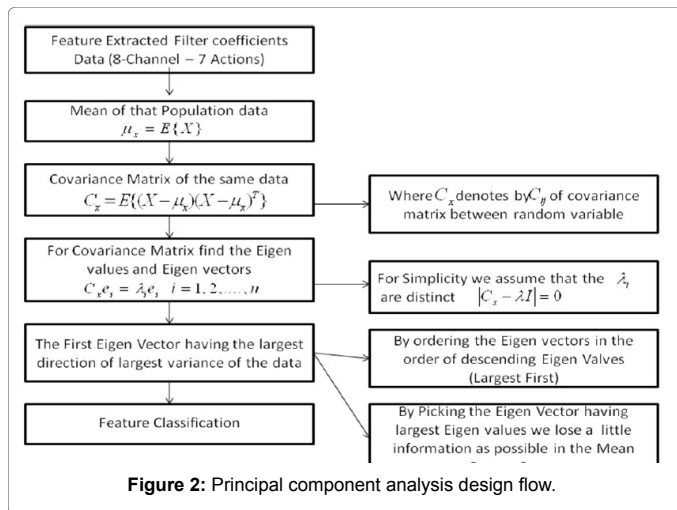 Feature Extracted Filter coefficients
Data (8-Channel – 7 Actions)
Mean of that Population data
μₓ = E{X}
Covariance Matrix of the same data
Cₓ = E{(X−μₓ)(X−μₓ)ᵀ}
Where Cₓ denotes by Cᵢⱼ of covariance
matrix between random variable
For Covariance Matrix find the Eigen
values and Eigen vectors
Cₓeᵢ = λᵢeᵢ i = 1, 2,...., n
For Simplicity we assume that the λᵢ
are distinct |Cₓ − λI| = 0
The First Eigen Vector having the largest
direction of largest variance of the data
By ordering the Eigen vectors in the
order of descending Eigen Valves
(Largest First)
Feature Classification
By Picking the Eigen Vector having
largest Eigen values we lose a little
information as possible in the Mean
Figure 2: Principal component analysis design flow.